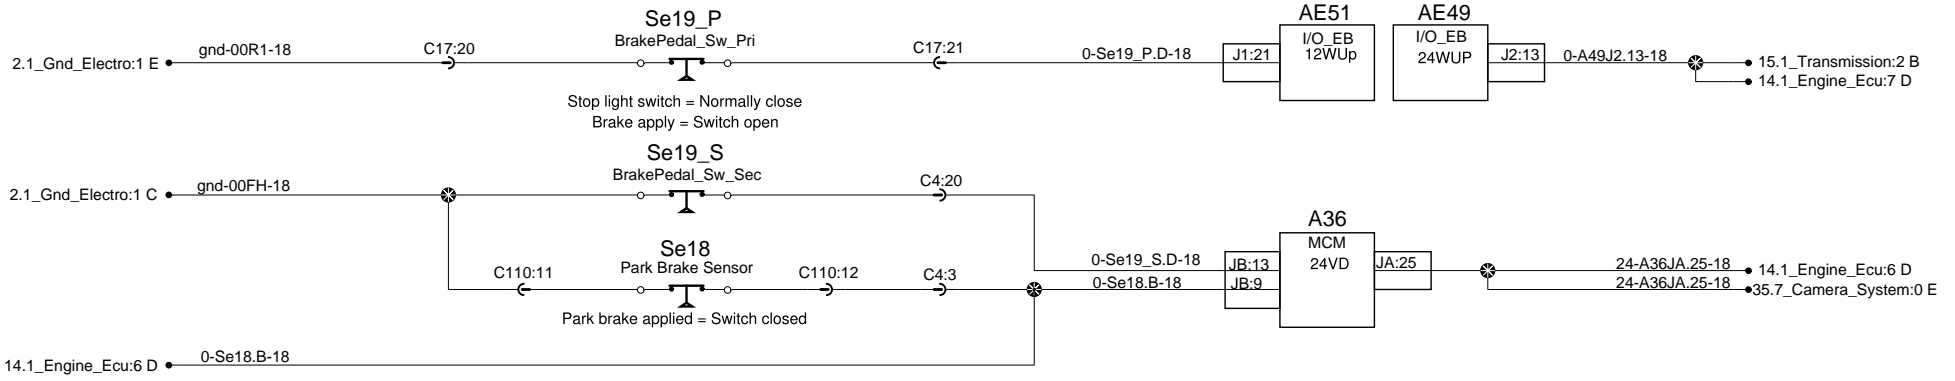 Se19_P
BrakePedal_Sw_Pri
AE51
AE49
2.1_Gnd_Electro:1 E
gnd-00R1-18
C17:20
C17:21
0-Se19_P.D-18
J1:21
I/O_EB
12WUp
I/O_EB
24WUP
J2:13
0-A49J2.13-18
15.1_Transmission:2 B
14.1_Engine_Ecu:7 D
Stop light switch = Normally close
Brake apply = Switch open
Se19_S
BrakePedal_Sw_Sec
2.1_Gnd_Electro:1 C
gnd-00FH-18
C4:20
A36
MCM
24VD
Se18
Park Brake Sensor
C110:11
C110:12
C4:3
0-Se19_S.D-18
0-Se18.B-18
JB:13
JB:9
JA:25
24-A36JA.25-18
14.1_Engine_Ecu:6 D
24-A36JA.25-18
35.7_Camera_System:0 E
Park brake applied = Switch closed
14.1_Engine_Ecu:6 D
0-Se18.B-18